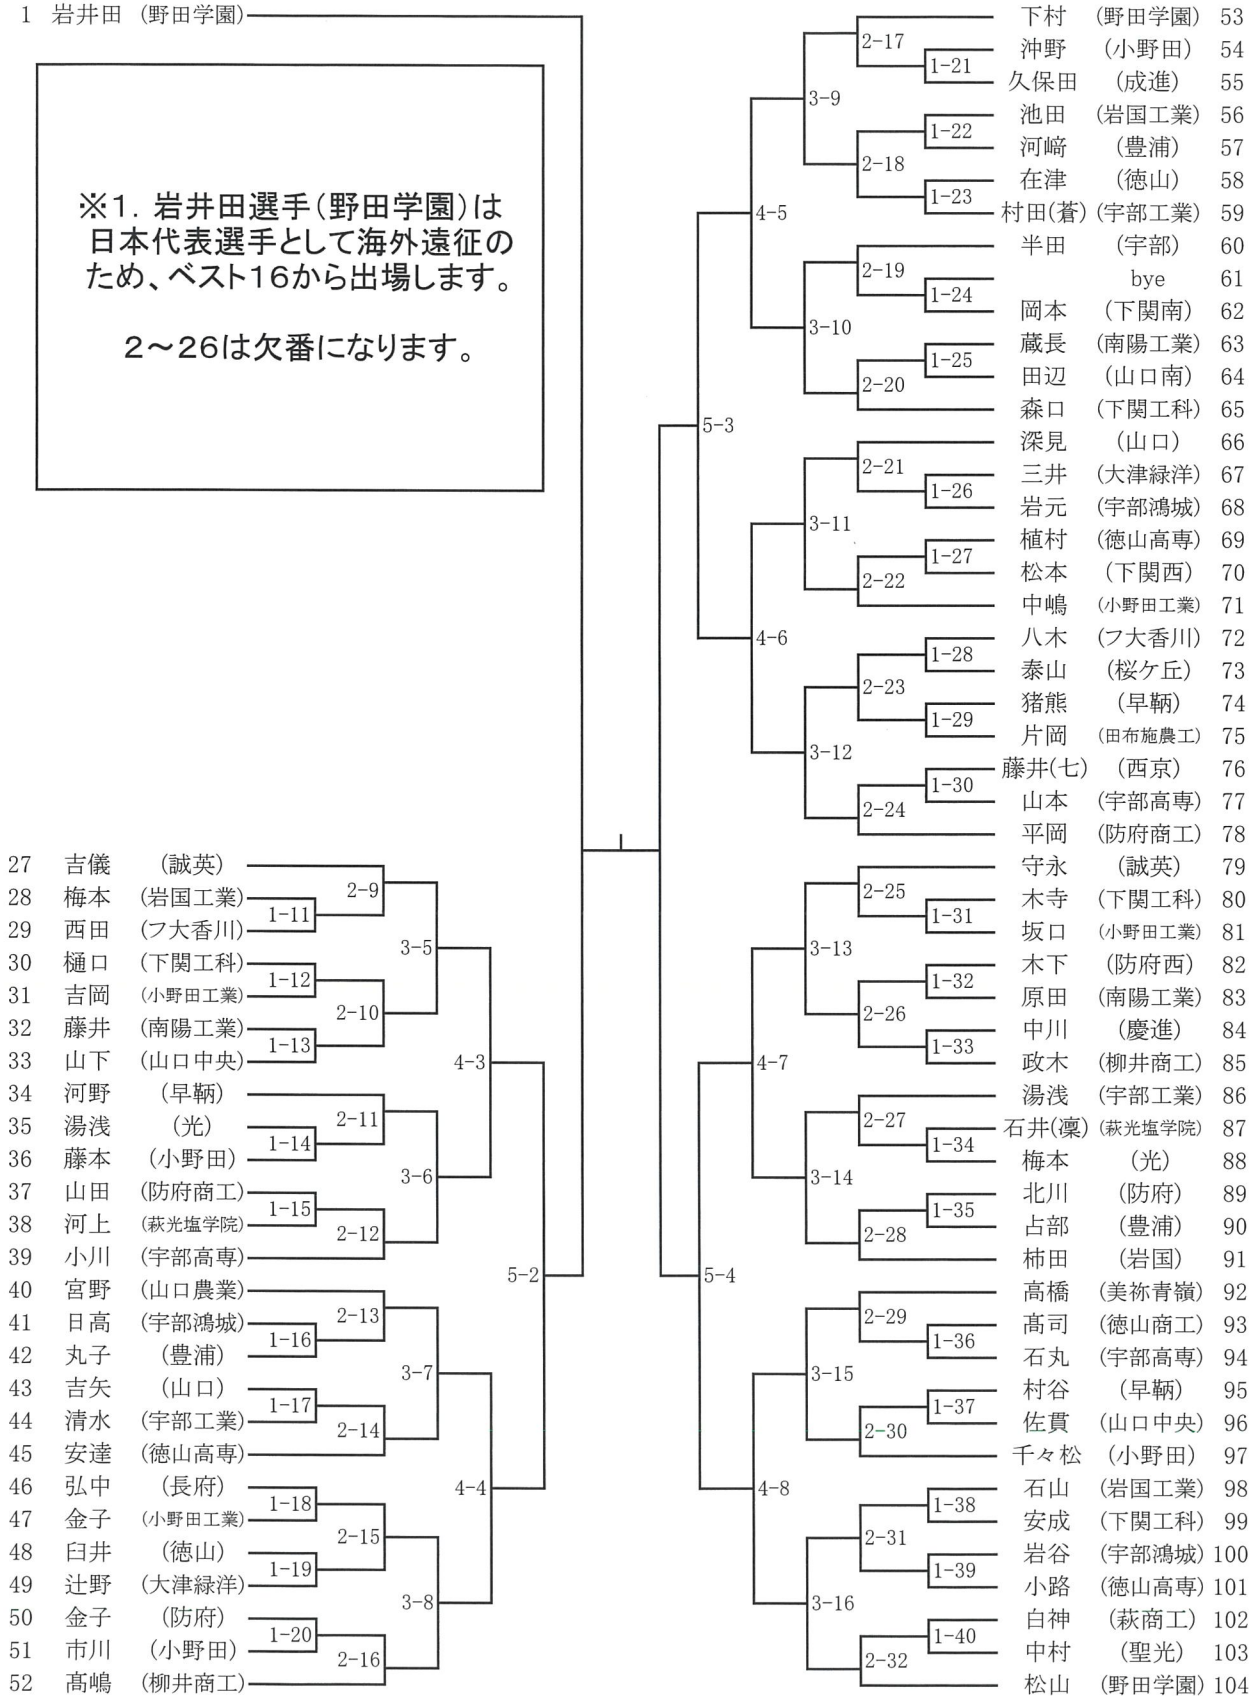 1 岩井田 (野田学園)
※1. 岩井田選手(野田学園)は
日本代表選手として海外遠征の
ため、ベスト16から出場します。
2～26は欠番になります。
27 吉儀 (誠英)
28 梅本 (岩国工業)
29 西田 (フ大香川)
30 樋口 (下関工科)
31 吉岡 (小野田工業)
32 藤井 (南陽工業)
33 山下 (山口中央)
34 河野 (早鞆)
35 湯浅 (光)
36 藤本 (小野田)
37 山田 (防府商工)
38 河上 (萩光塩学院)
39 小川 (宇部高専)
40 宮野 (山口農業)
41 日高 (宇部鴻城)
42 丸子 (豊浦)
43 吉矢 (山口)
44 清水 (宇部工業)
45 安達 (徳山高専)
46 弘中 (長府)
47 金子 (小野田工業)
48 臼井 (徳山)
49 辻野 (大津緑洋)
50 金子 (防府)
51 市川 (小野田)
52 髙嶋 (柳井商工)
1-11
1-12
1-13
1-14
1-15
1-16
1-17
1-18
1-19
1-20
2-9
2-10
2-11
2-12
2-13
2-14
2-15
2-16
3-5
3-6
3-7
3-8
4-3
4-4
5-2
5-3
5-4
4-5
4-6
4-7
4-8
3-9
3-10
3-11
3-12
3-13
3-14
3-15
3-16
2-17
2-18
2-19
2-20
2-21
2-22
2-23
2-24
2-25
2-26
2-27
2-28
2-29
2-30
2-31
2-32
1-21
1-22
1-23
1-24
1-25
1-26
1-27
1-28
1-29
1-30
1-31
1-32
1-33
1-34
1-35
1-36
1-37
1-38
1-39
1-40
下村 (野田学園) 53
沖野 (小野田) 54
久保田 (成進) 55
池田 (岩国工業) 56
河﨑 (豊浦) 57
在津 (徳山) 58
村田(蒼) (宇部工業) 59
半田 (宇部) 60
bye 61
岡本 (下関南) 62
蔵長 (南陽工業) 63
田辺 (山口南) 64
森口 (下関工科) 65
深見 (山口) 66
三井 (大津緑洋) 67
岩元 (宇部鴻城) 68
植村 (徳山高専) 69
松本 (下関西) 70
中嶋 (小野田工業) 71
八木 (フ大香川) 72
泰山 (桜ケ丘) 73
猪熊 (早鞆) 74
片岡 (田布施農工) 75
藤井(七) (西京) 76
山本 (宇部高専) 77
平岡 (防府商工) 78
守永 (誠英) 79
木寺 (下関工科) 80
坂口 (小野田工業) 81
木下 (防府西) 82
原田 (南陽工業) 83
中川 (慶進) 84
政木 (柳井商工) 85
湯浅 (宇部工業) 86
石井(凜) (萩光塩学院) 87
梅本 (光) 88
北川 (防府) 89
占部 (豊浦) 90
柿田 (岩国) 91
高橋 (美祢青嶺) 92
髙司 (徳山商工) 93
石丸 (宇部高専) 94
村谷 (早鞆) 95
佐貫 (山口中央) 96
千々松 (小野田) 97
石山 (岩国工業) 98
安成 (下関工科) 99
岩谷 (宇部鴻城) 100
小路 (徳山高専) 101
白神 (萩商工) 102
中村 (聖光) 103
松山 (野田学園) 104